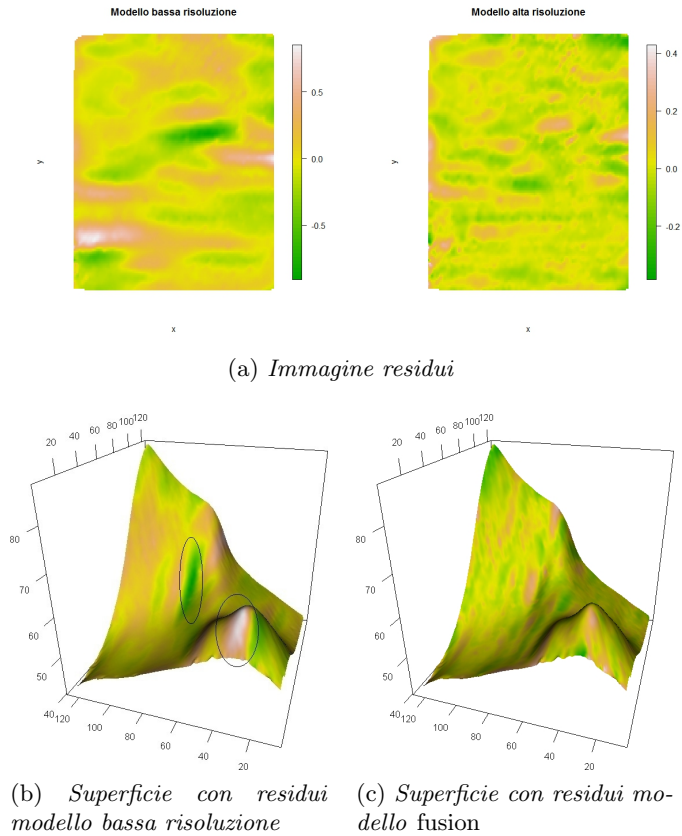 Modello bassa risoluzione
Modello alta risoluzione
y
0.5
0.0
-0.5
x
y
0.4
0.2
0.0
-0.2
x
(a) Immagine residui
20 40 60 80 100 120
80
70
60
50
40
120 100 80 60 40 20
20 40 60 80 100 120
80
70
60
50
40
120 100 80 60 40 20
(b) Superficie con residui
modello bassa risoluzione
(c) Superficie con residui mo-
dello fusion